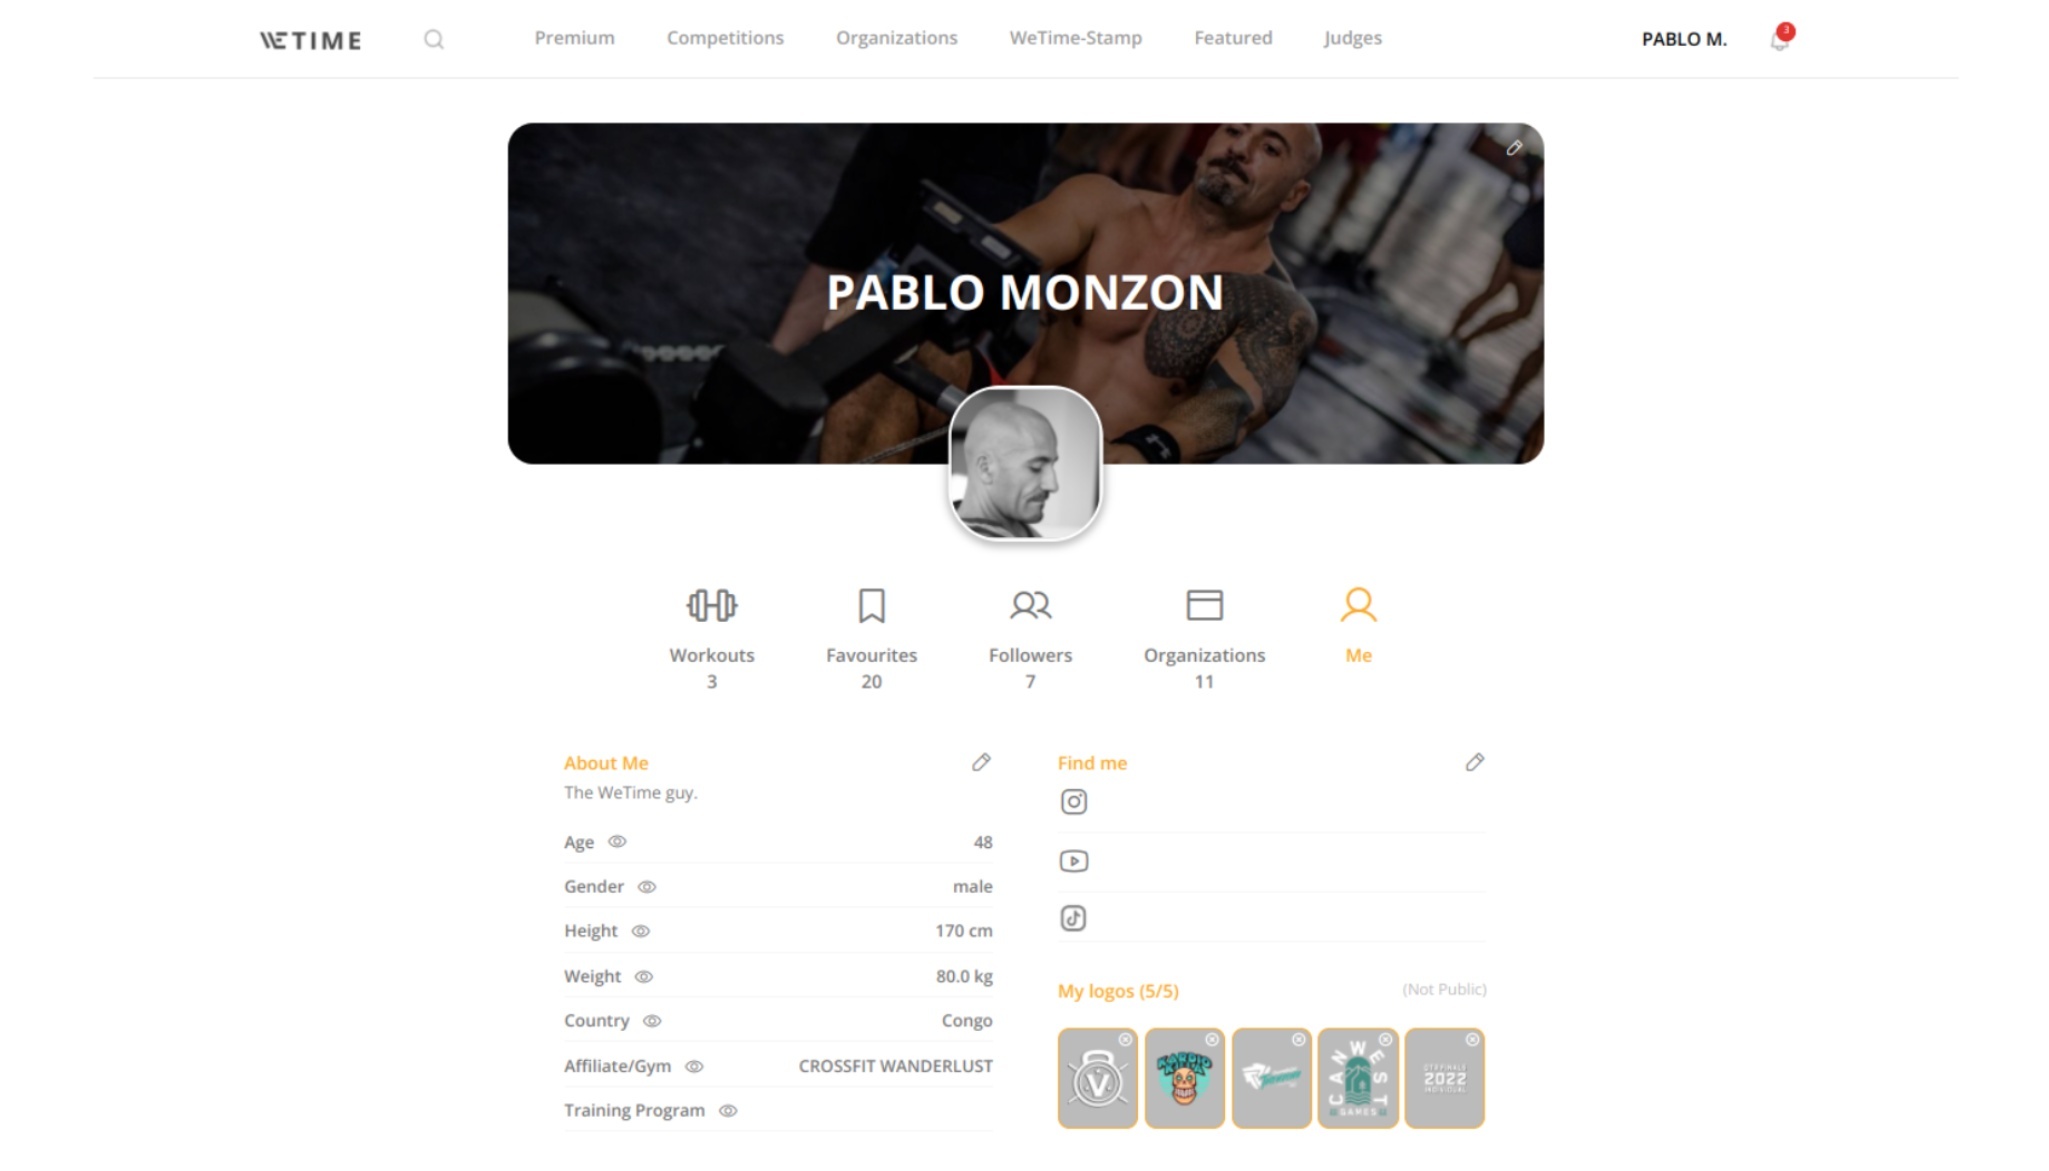 WETIME
Premium
Competitions
Organizations
WeTime-Stamp
Featured
Judges
PABLO M.
3
PABLO MONZON
Workouts
3
Favourites
20
Followers
7
Organizations
11
Me
About Me
The WeTime guy.
Age 48
Gender male
Height 170 cm
Weight 80.0 kg
Country Congo
Affiliate/Gym CROSSFIT WANDERLUST
Training Program
Find me
My logos (5/5) (Not Public)
V
KARDIO
CANWEST
GAMES
2022
INDIVIDUAL